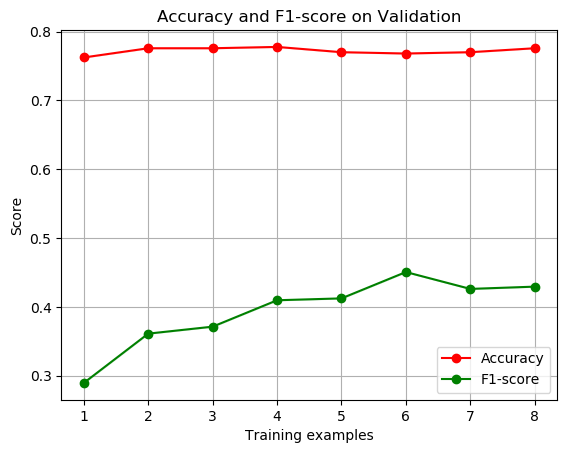 Accuracy and F1-score on Validation
0.8
0.7
0.6
0.5
0.4
0.3
Score
1 2 3 4 5 6 7 8
Training examples
Accuracy
F1-score